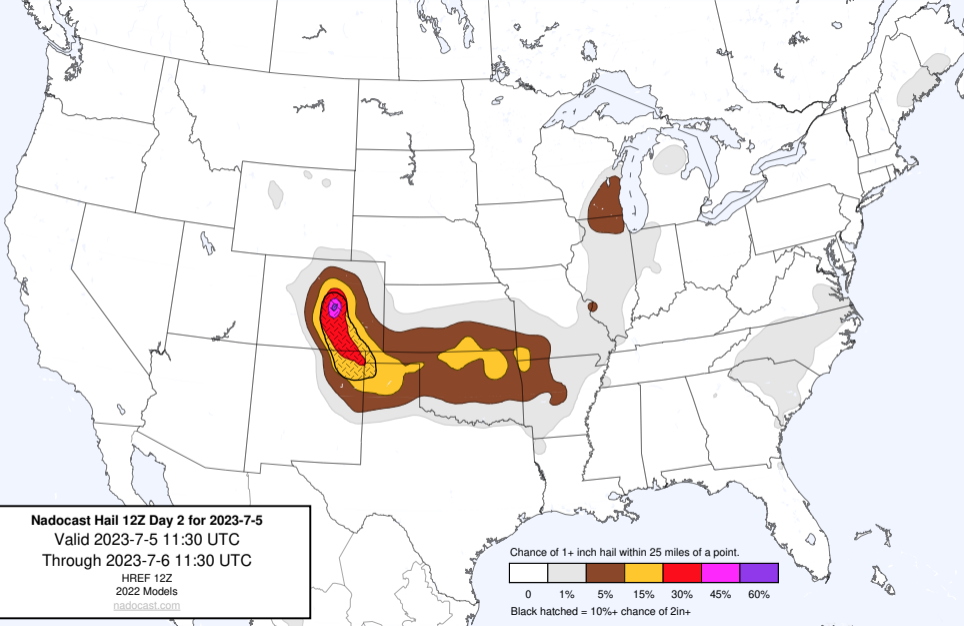 Nadocast Hail 12Z Day 2 for 2023-7-5
Valid 2023-7-5 11:30 UTC
Through 2023-7-6 11:30 UTC
HREF 12Z
2022 Models
nadocast.com
Chance of 1+ inch hail within 25 miles of a point.
0 1% 5% 15% 30% 45% 60%
Black hatched = 10%+ chance of 2in+